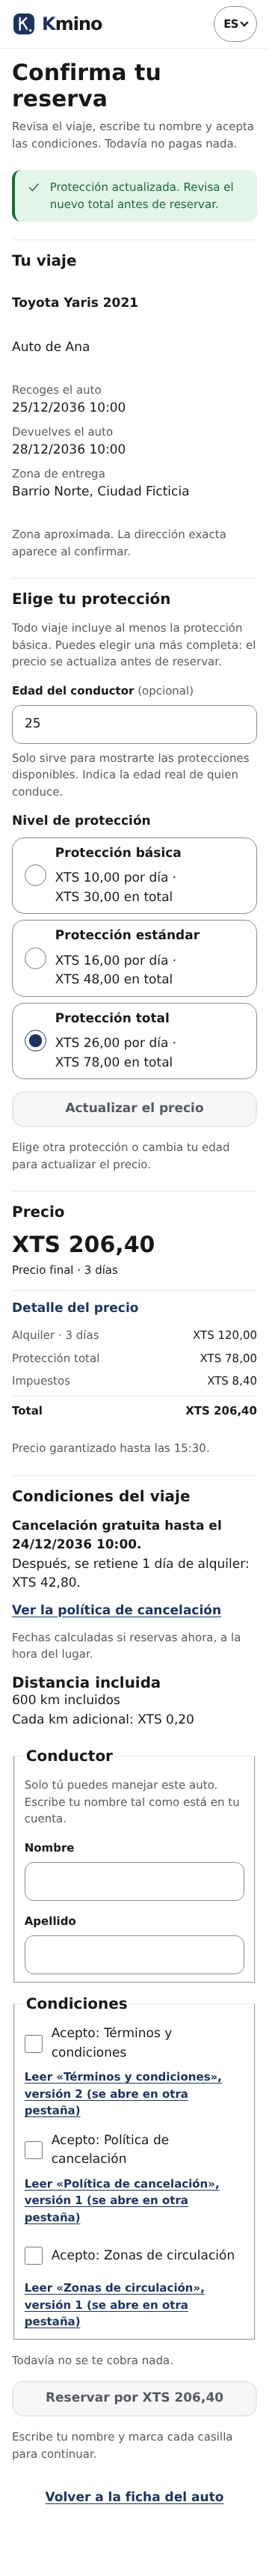 Kmino
ES
Confirma tu
reserva
Revisa el viaje, escribe tu nombre y acepta
las condiciones. Todavía no pagas nada.
Protección actualizada. Revisa el
nuevo total antes de reservar.
Tu viaje
Toyota Yaris 2021
Auto de Ana
Recoges el auto
25/12/2036 10:00
Devuelves el auto
28/12/2036 10:00
Zona de entrega
Barrio Norte, Ciudad Ficticia
Zona aproximada. La dirección exacta
aparece al confirmar.
Elige tu protección
Todo viaje incluye al menos la protección
básica. Puedes elegir una más completa: el
precio se actualiza antes de reservar.
Edad del conductor (opcional)
25
Solo sirve para mostrarte las protecciones
disponibles. Indica la edad real de quien
conduce.
Nivel de protección
Protección básica
XTS 10,00 por día ·
XTS 30,00 en total
Protección estándar
XTS 16,00 por día ·
XTS 48,00 en total
Protección total
XTS 26,00 por día ·
XTS 78,00 en total
Actualizar el precio
Elige otra protección o cambia tu edad
para actualizar el precio.
Precio
XTS 206,40
Precio final · 3 días
Detalle del precio
Alquiler · 3 días XTS 120,00
Protección total XTS 78,00
Impuestos XTS 8,40
Total XTS 206,40
Precio garantizado hasta las 15:30.
Condiciones del viaje
Cancelación gratuita hasta el
24/12/2036 10:00.
Después, se retiene 1 día de alquiler:
XTS 42,80.
Ver la política de cancelación
Fechas calculadas si reservas ahora, a la
hora del lugar.
Distancia incluida
600 km incluidos
Cada km adicional: XTS 0,20
Conductor
Solo tú puedes manejar este auto.
Escribe tu nombre tal como está en tu
cuenta.
Nombre
Apellido
Condiciones
Acepto: Términos y
condiciones
Leer «Términos y condiciones»,
versión 2 (se abre en otra
pestaña)
Acepto: Política de
cancelación
Leer «Política de cancelación»,
versión 1 (se abre en otra
pestaña)
Acepto: Zonas de circulación
Leer «Zonas de circulación»,
versión 1 (se abre en otra
pestaña)
Todavía no se te cobra nada.
Reservar por XTS 206,40
Escribe tu nombre y marca cada casilla
para continuar.
Volver a la ficha del auto